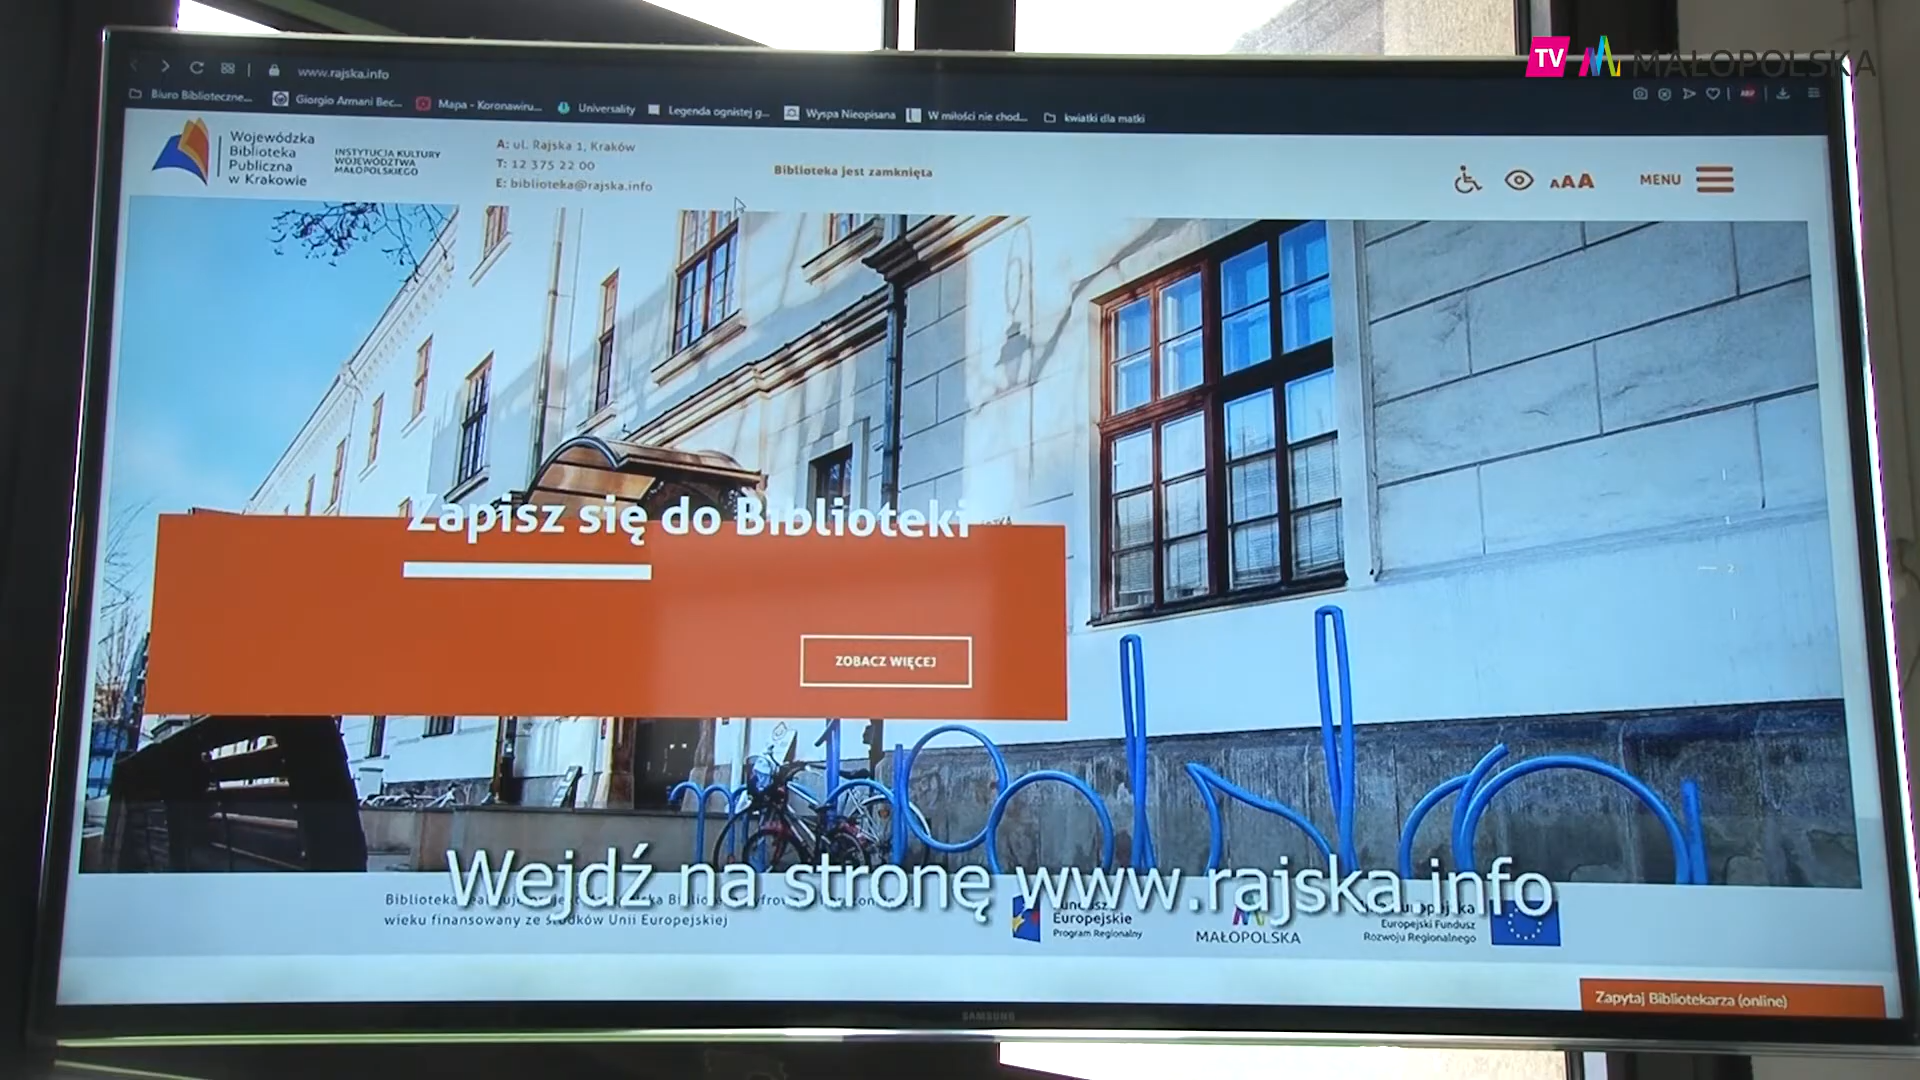 TV MAŁOPOLSKA
www.rajska.info
Biuro Biblioteczne...
Giorgio Armani Bec...
Mapa - Koronawiru...
Universality
Legenda ognistej g...
Wyspa Nieopisana
W miłości nie chod...
kwiatki dla matki
Wojewódzka
Biblioteka
Publiczna
w Krakowie
INSTYTUCJA KULTURY
WOJEWÓDZTWA
MAŁOPOLSKIEGO
A: ul. Rajska 1, Kraków
T: 12 375 22 00
E: biblioteka@rajska.info
Biblioteka jest zamknięta
AAA
MENU
Zapisz się do Biblioteki
ZOBACZ WIĘCEJ
1
2
Wejdź na stronę www.rajska.info
Biblioteka
wieku finansowany ze środków Unii Europejskiej
Fundusze
Europejskie
Program Regionalny
MAŁOPOLSKA
Europejski Fundusz
Rozwoju Regionalnego
Zapytaj Bibliotekarza (online)
SAMSUNG